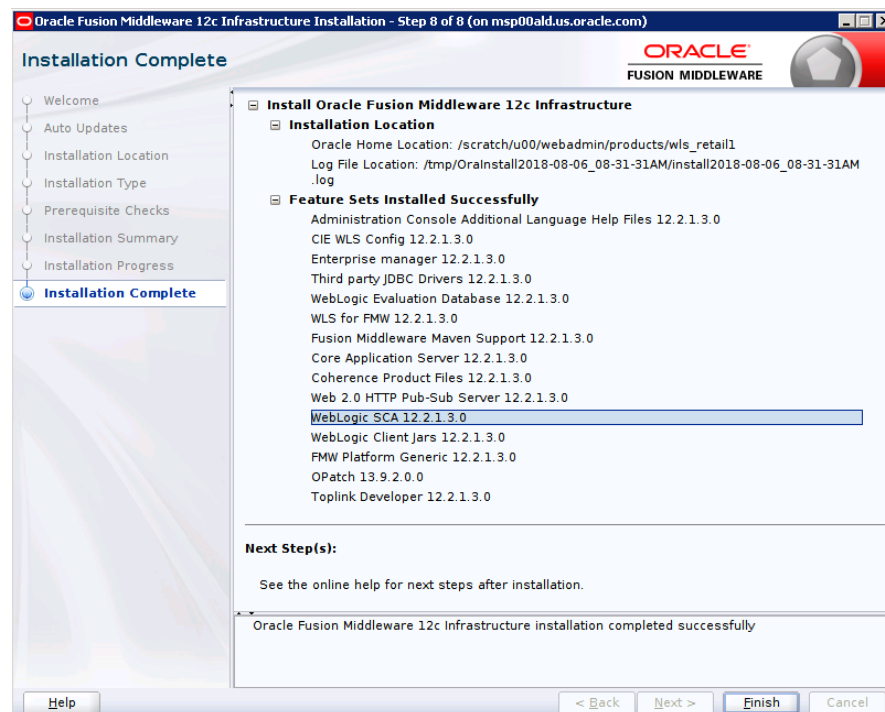 Oracle Fusion Middleware 12c Infrastructure Installation - Step 8 of 8 (on msp00ald.us.oracle.com)
Installation Complete
ORACLE
FUSION MIDDLEWARE
Welcome
Auto Updates
Installation Location
Installation Type
Prerequisite Checks
Installation Summary
Installation Progress
Installation Complete
Install Oracle Fusion Middleware 12c Infrastructure
Installation Location
Oracle Home Location: /scratch/u00/webadmin/products/wls_retail1
Log File Location: /tmp/OraInstall2018-08-06_08-31-31AM/install2018-08-06_08-31-31AM
.log
Feature Sets Installed Successfully
Administration Console Additional Language Help Files 12.2.1.3.0
CIE WLS Config 12.2.1.3.0
Enterprise manager 12.2.1.3.0
Third party JDBC Drivers 12.2.1.3.0
WebLogic Evaluation Database 12.2.1.3.0
WLS for FMW 12.2.1.3.0
Fusion Middleware Maven Support 12.2.1.3.0
Core Application Server 12.2.1.3.0
Coherence Product Files 12.2.1.3.0
Web 2.0 HTTP Pub-Sub Server 12.2.1.3.0
WebLogic SCA 12.2.1.3.0
WebLogic Client Jars 12.2.1.3.0
FMW Platform Generic 12.2.1.3.0
OPatch 13.9.2.0.0
Toplink Developer 12.2.1.3.0
Next Step(s):
See the online help for next steps after installation.
Oracle Fusion Middleware 12c Infrastructure installation completed successfully
Help
< Back
Next >
Finish
Cancel